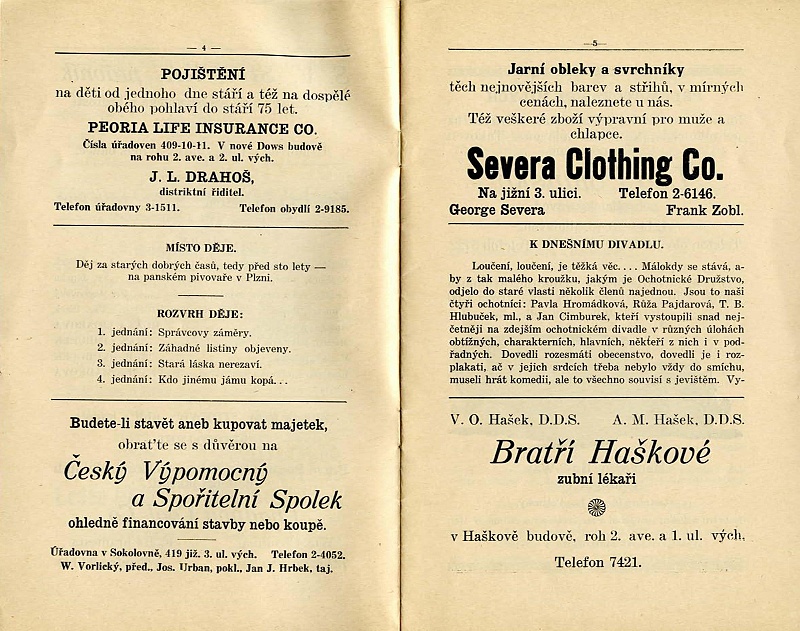 — 4 —
POJIŠTĚNÍ
na děti od jednoho dne stáří a též na dospělé
obého pohlaví do stáří 75 let.
PEORIA LIFE INSURANCE CO.
Čísla úřadoven 409-10-11. V nové Dows budově
na rohu 2. ave. a 2. ul. vých.
J. L. DRAHOŠ,
distriktní řiditel.
Telefon úřadovny 3-1511. Telefon obydlí 2-9185.
MÍSTO DĚJE.
Děj za starých dobrých časů, tedy před sto lety —
na panském pivovaře v Plzni.
ROZVRH DĚJE:
1. jednání: Správcovy záměry.
2. jednání: Záhadné listiny objeveny.
3. jednání: Stará láska nerezaví.
4. jednání: Kdo jinému jámu kopá...
Budete-li stavět aneb kupovat majetek,
obrať'te se s důvěrou na
Český Výpomocný
a Spořitelní Spolek
ohledně financování stavby nebo koupě.
Úřadovna v Sokolovně, 419 již. 3. ul. vých. Telefon 2-4052.
W. Vorlický, před., Jos. Urban, pokl., Jan J. Hrbek, taj.
—5—
Jarní obleky a svrchníky
těch nejnovějších barev a střihů, v mírných
cenách, naleznete u nás.
Též veškeré zboží výpravní pro muže a
chlapce.
Severa Clothing Co.
Na jižní 3. ulici. Telefon 2-6146.
George Severa Frank Zobl.
K DNEŠNÍMU DIVADLU.
Loučení, loučení, je těžká věc.... Málokdy se stává, a-
by z tak malého kroužku, jakým je Ochotnické Družstvo,
odjelo do staré vlasti několik členů najednou. Jsou to naši
čtyři ochotníci: Pavla Hromádková, Růža Pajdarová, T. B.
Hlubuček, ml., a Jan Cimburek, kteří vystoupili snad nej-
četněji na zdejším ochotnickém divadle v různých úlohách
obtížných, charakterních, hlavních, někteří z nich i v pod-
řadných. Dovedli rozesmáti obecenstvo, dovedli je i roz-
plakati, ač v jejich srdcích třeba nebylo vždy do smíchu,
museli hrát komedii, ale to všechno souvisí s jevištěm. Vy-
V. O. Hašek, D.D.S. A. M. Hašek, D.D.S.
Bratří Haškové
zubní lékaři
v Haškově budově, roh 2. ave. a 1. ul. vých.
Telefon 7421.